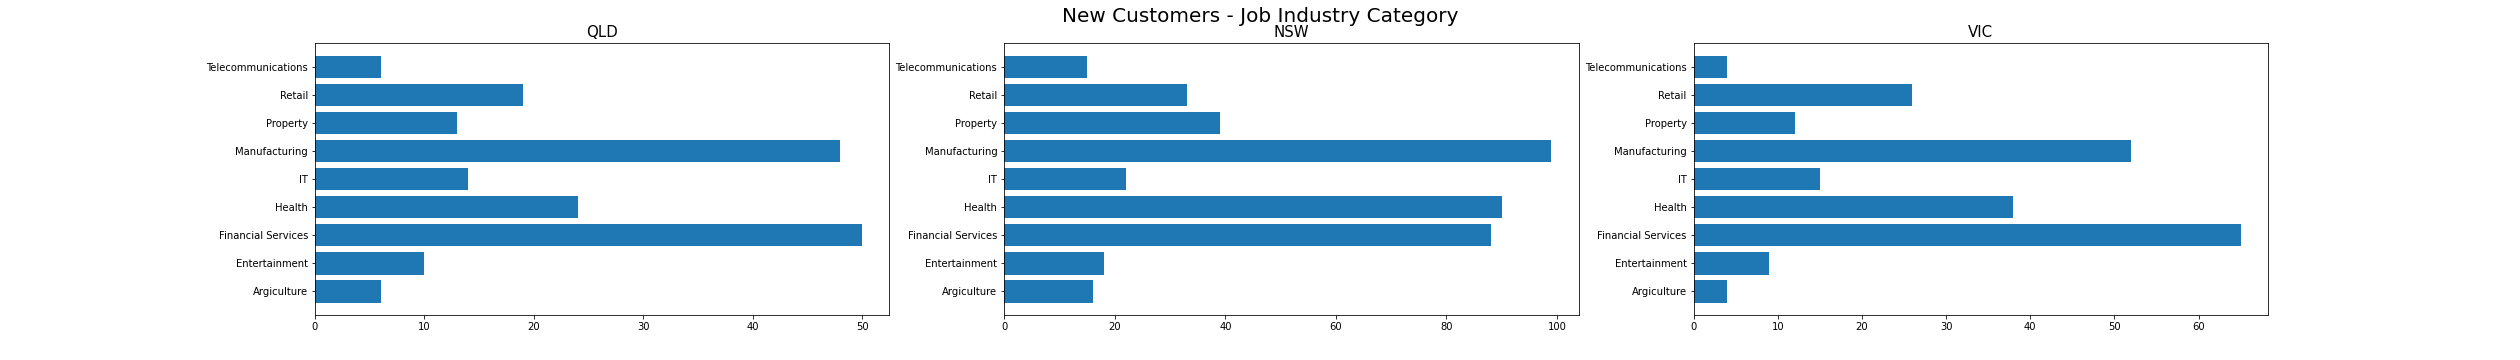 New Customers - Job Industry Category
QLD
Telecommunications
Retail
Property
Manufacturing
IT
Health
Financial Services
Entertainment
Argiculture
0 10 20 30 40 50
NSW
Telecommunications
Retail
Property
Manufacturing
IT
Health
Financial Services
Entertainment
Argiculture
0 20 40 60 80 100
VIC
Telecommunications
Retail
Property
Manufacturing
IT
Health
Financial Services
Entertainment
Argiculture
0 10 20 30 40 50 60